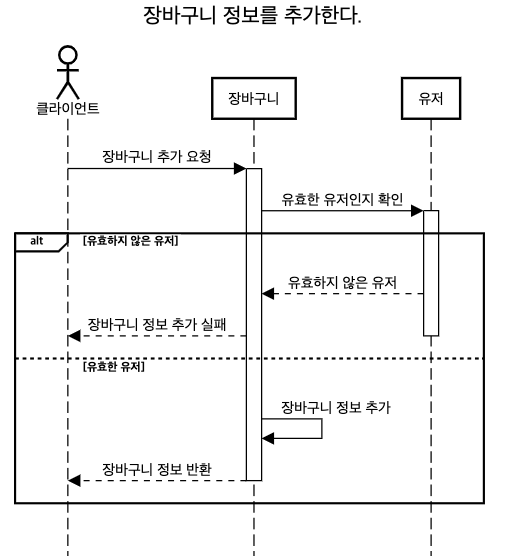 장바구니 정보를 추가한다.
클라이언트
장바구니
유저
장바구니 추가 요청
유효한 유저인지 확인
alt
[유효하지 않은 유저]
유효하지 않은 유저
장바구니 정보 추가 실패
[유효한 유저]
장바구니 정보 추가
장바구니 정보 반환